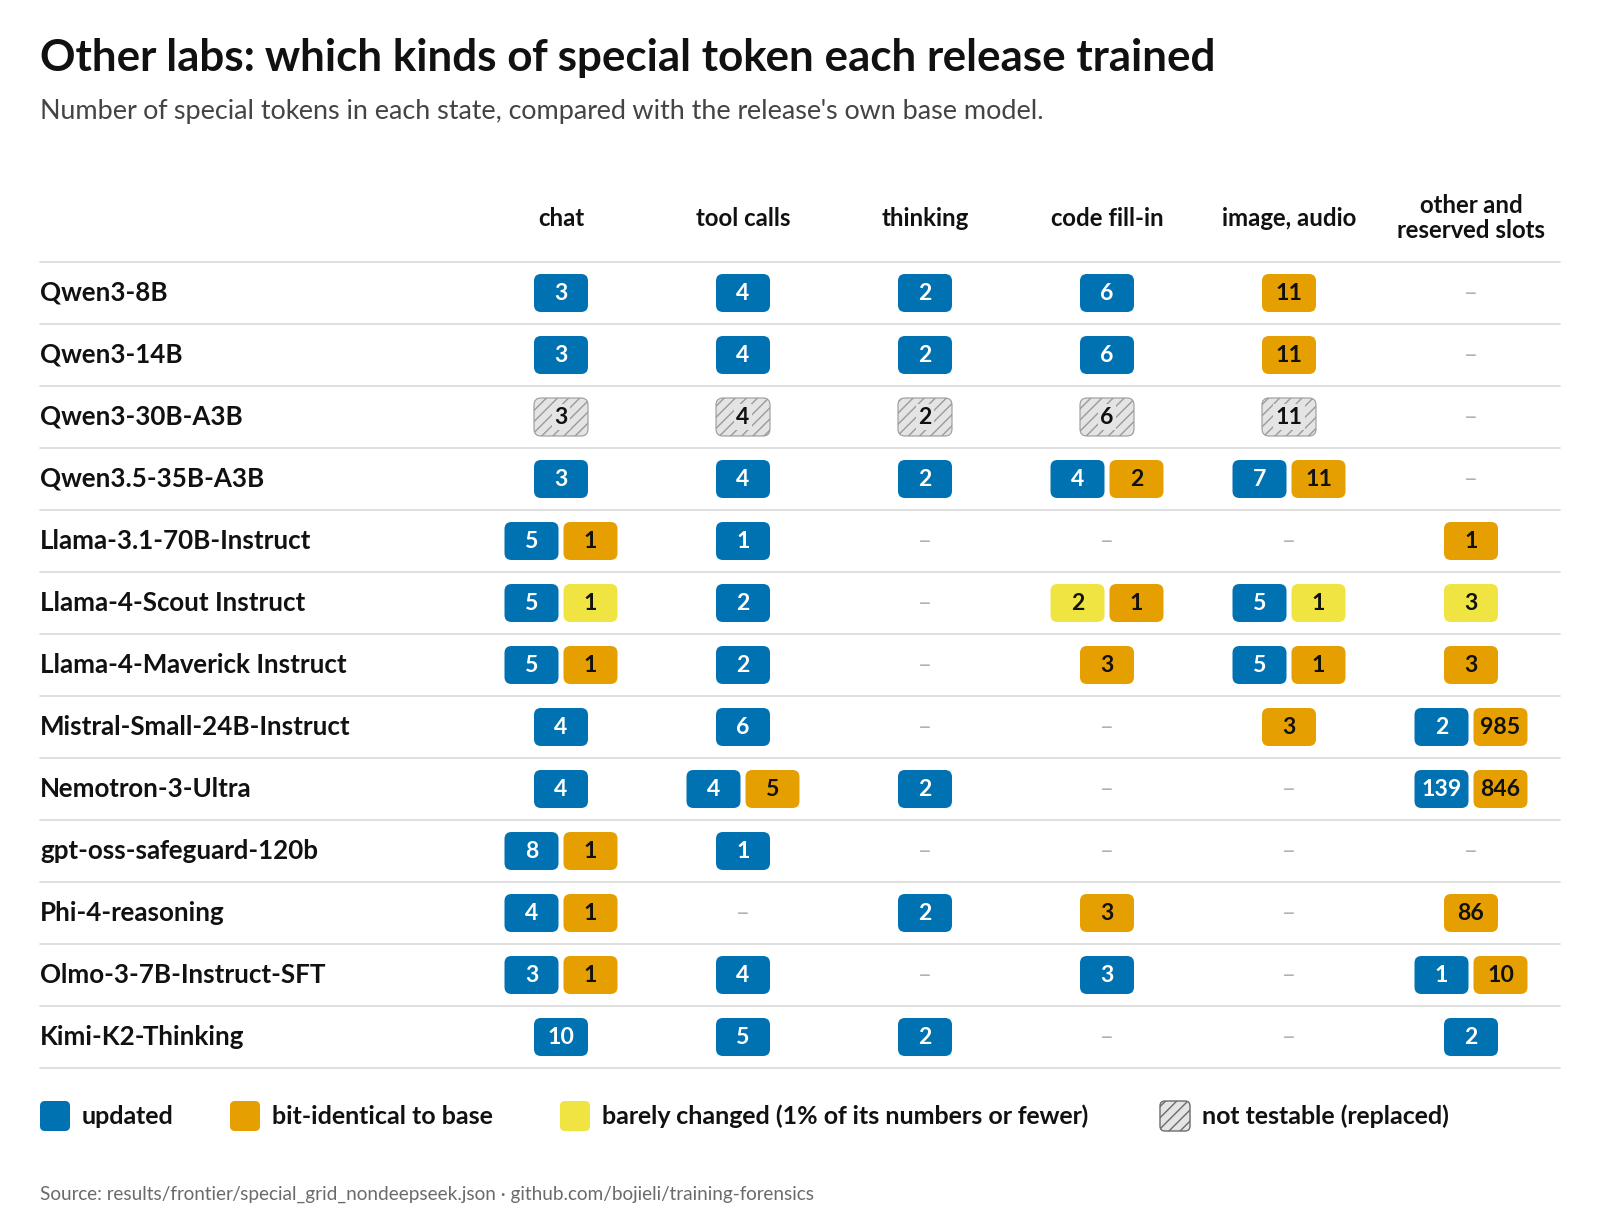 Other labs: which kinds of special token each release trained
Number of special tokens in each state, compared with the release's own base model.
chat tool calls thinking code fill-in image, audio other and reserved slots
Qwen3-8B 3 4 2 6 11 –
Qwen3-14B 3 4 2 6 11 –
Qwen3-30B-A3B 3 4 2 6 11 –
Qwen3.5-35B-A3B 3 4 2 4 2 7 11 –
Llama-3.1-70B-Instruct 5 1 1 – – – 1
Llama-4-Scout Instruct 5 1 2 – 2 1 5 1 3
Llama-4-Maverick Instruct 5 1 2 – 3 5 1 3
Mistral-Small-24B-Instruct 4 6 – – 3 2 985
Nemotron-3-Ultra 4 4 5 2 – – 139 846
gpt-oss-safeguard-120b 8 1 1 – – – –
Phi-4-reasoning 4 1 – 2 3 – 86
Olmo-3-7B-Instruct-SFT 3 1 4 – 3 – 1 10
Kimi-K2-Thinking 10 5 2 – – 2
updated bit-identical to base barely changed (1% of its numbers or fewer) not testable (replaced)
Source: results/frontier/special_grid_nondeepseek.json · github.com/bojieli/training-forensics